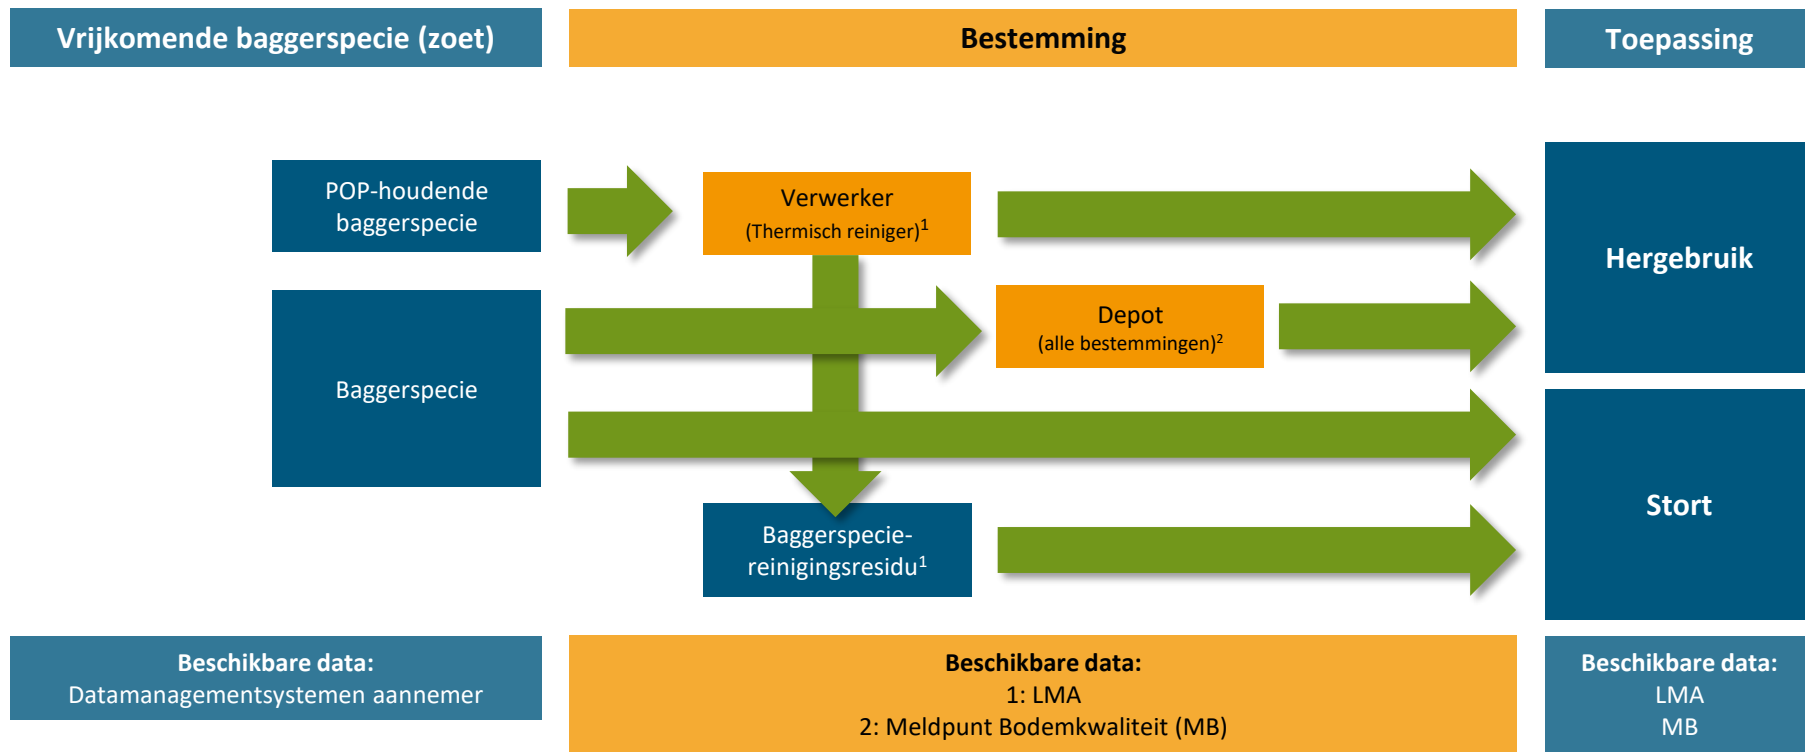 Vrijkomende baggerspecie (zoet)
Bestemming
Toepassing
POP-houdende
baggerspecie
Verwerker
(Thermisch reiniger)1
Hergebruik
Baggerspecie
Depot
(alle bestemmingen)2
Stort
Baggerspecie-
reinigingsresidu1
Beschikbare data:
Datamanagementsystemen aannemer
Beschikbare data:
1: LMA
2: Meldpunt Bodemkwaliteit (MB)
Beschikbare data:
LMA
MB